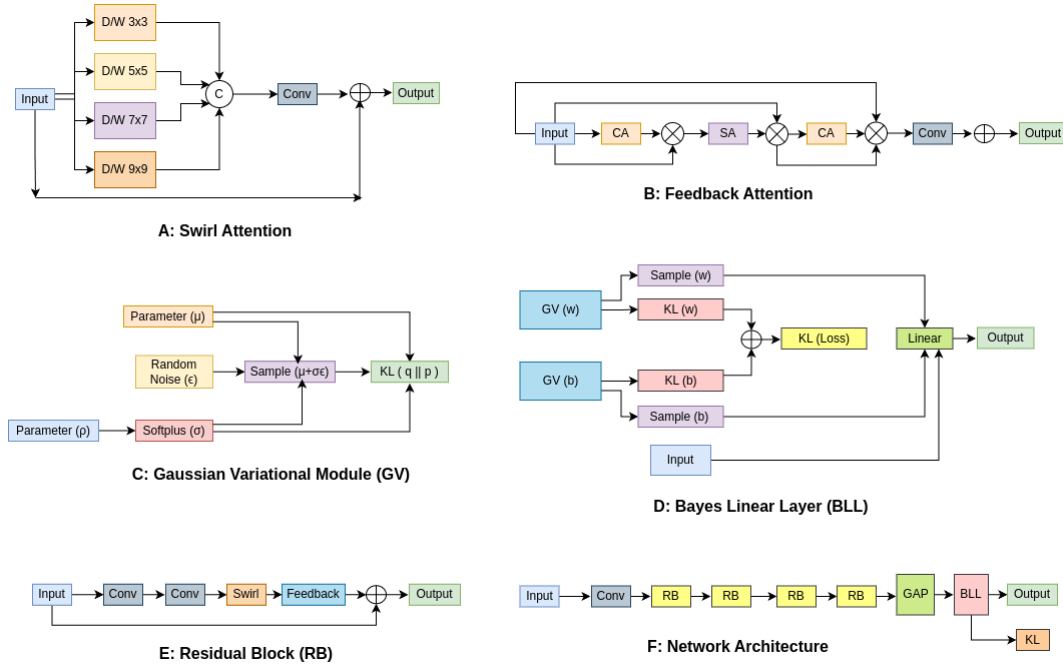 D/W 3x3
D/W 5x5
Input
C
Conv
Output
D/W 7x7
D/W 9x9
A: Swirl Attention
Input
CA
SA
CA
Conv
Output
B: Feedback Attention
Parameter (μ)
Random
Noise (ϵ)
Sample (μ+σϵ)
KL ( q || p )
Parameter (ρ)
Softplus (σ)
C: Gaussian Variational Module (GV)
Sample (w)
GV (w)
KL (w)
KL (Loss)
Linear
Output
GV (b)
KL (b)
Sample (b)
Input
D: Bayes Linear Layer (BLL)
Input
Conv
Conv
Swirl
Feedback
Output
E: Residual Block (RB)
Input
Conv
RB
RB
RB
RB
GAP
BLL
Output
KL
F: Network Architecture